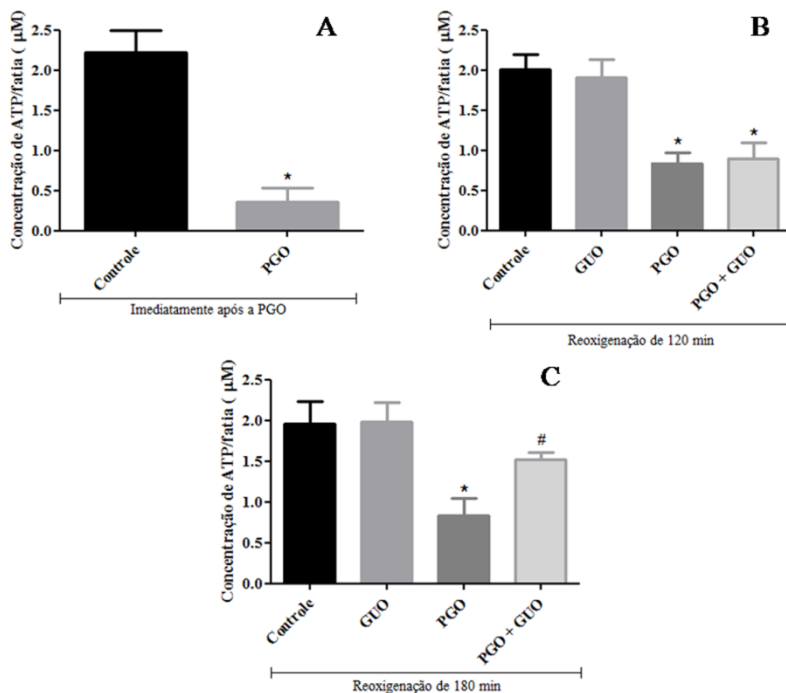 A
Concentração de ATP/fatia ( μM)
2.5
2.0
1.5
1.0
0.5
0.0
*
Controle
PGO
Imediatamente após a PGO
B
Concentração de ATP/fatia ( μM)
2.5
2.0
1.5
1.0
0.5
0.0
*
*
Controle
GUO
PGO
PGO + GUO
Reoxigenação de 120 min
C
Concentração de ATP/fatia ( μM)
2.5
2.0
1.5
1.0
0.5
0.0
*
#
Controle
GUO
PGO
PGO + GUO
Reoxigenação de 180 min